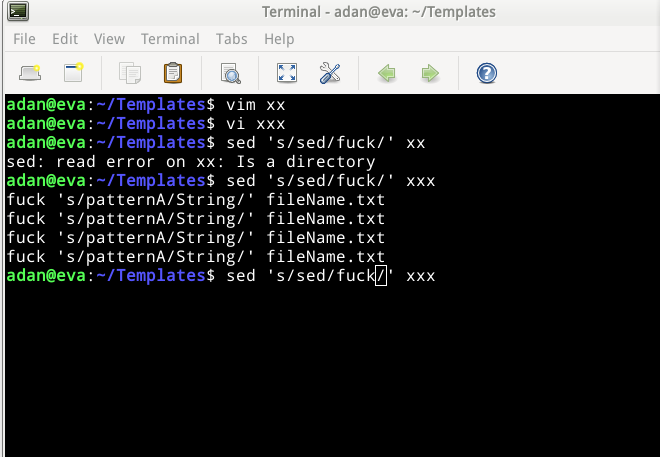 Terminal - adan@eva: ~/Templates
File Edit View Terminal Tabs Help
adan@eva:~/Templates$ vim xx
adan@eva:~/Templates$ vi xxx
adan@eva:~/Templates$ sed 's/sed/fuck/' xx
sed: read error on xx: Is a directory
adan@eva:~/Templates$ sed 's/sed/fuck/' xxx
fuck 's/patternA/String/' fileName.txt
fuck 's/patternA/String/' fileName.txt
fuck 's/patternA/String/' fileName.txt
fuck 's/patternA/String/' fileName.txt
adan@eva:~/Templates$ sed 's/sed/fuck/' xxx